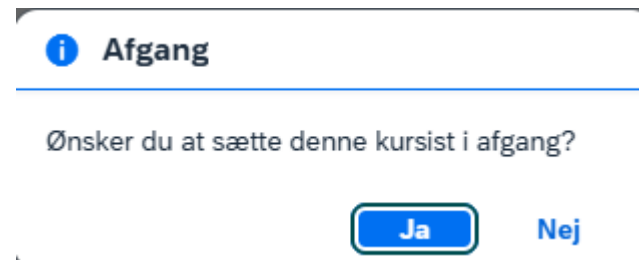 Afgang
Ønsker du at sætte denne kursist i afgang?
Ja Nej